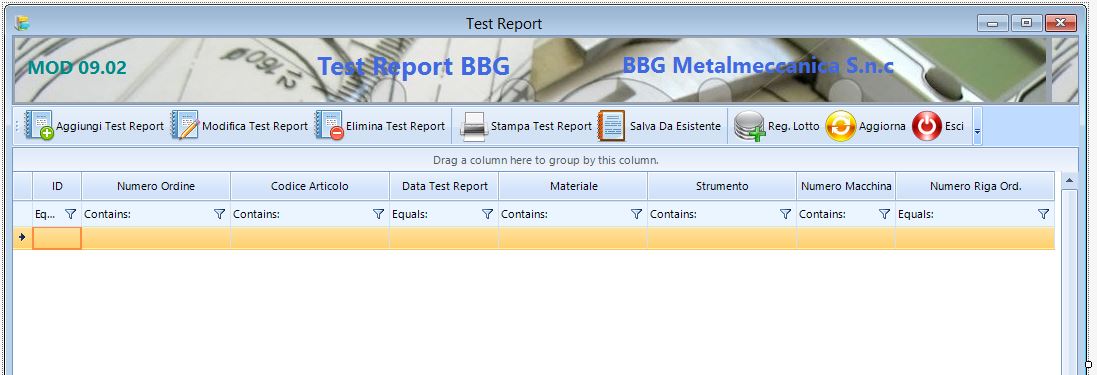 Test Report
MOD 09.02 Test Report BBG BBG Metalmeccanica S.n.c
Aggiungi Test Report Modifica Test Report Elimina Test Report Stampa Test Report Salva Da Esistente Reg. Lotto Aggiorna Esci
Drag a column here to group by this column.
ID Numero Ordine Codice Articolo Data Test Report Materiale Strumento Numero Macchina Numero Riga Ord.
Eq... Contains: Contains: Equals: Contains: Contains: Contains: Equals: